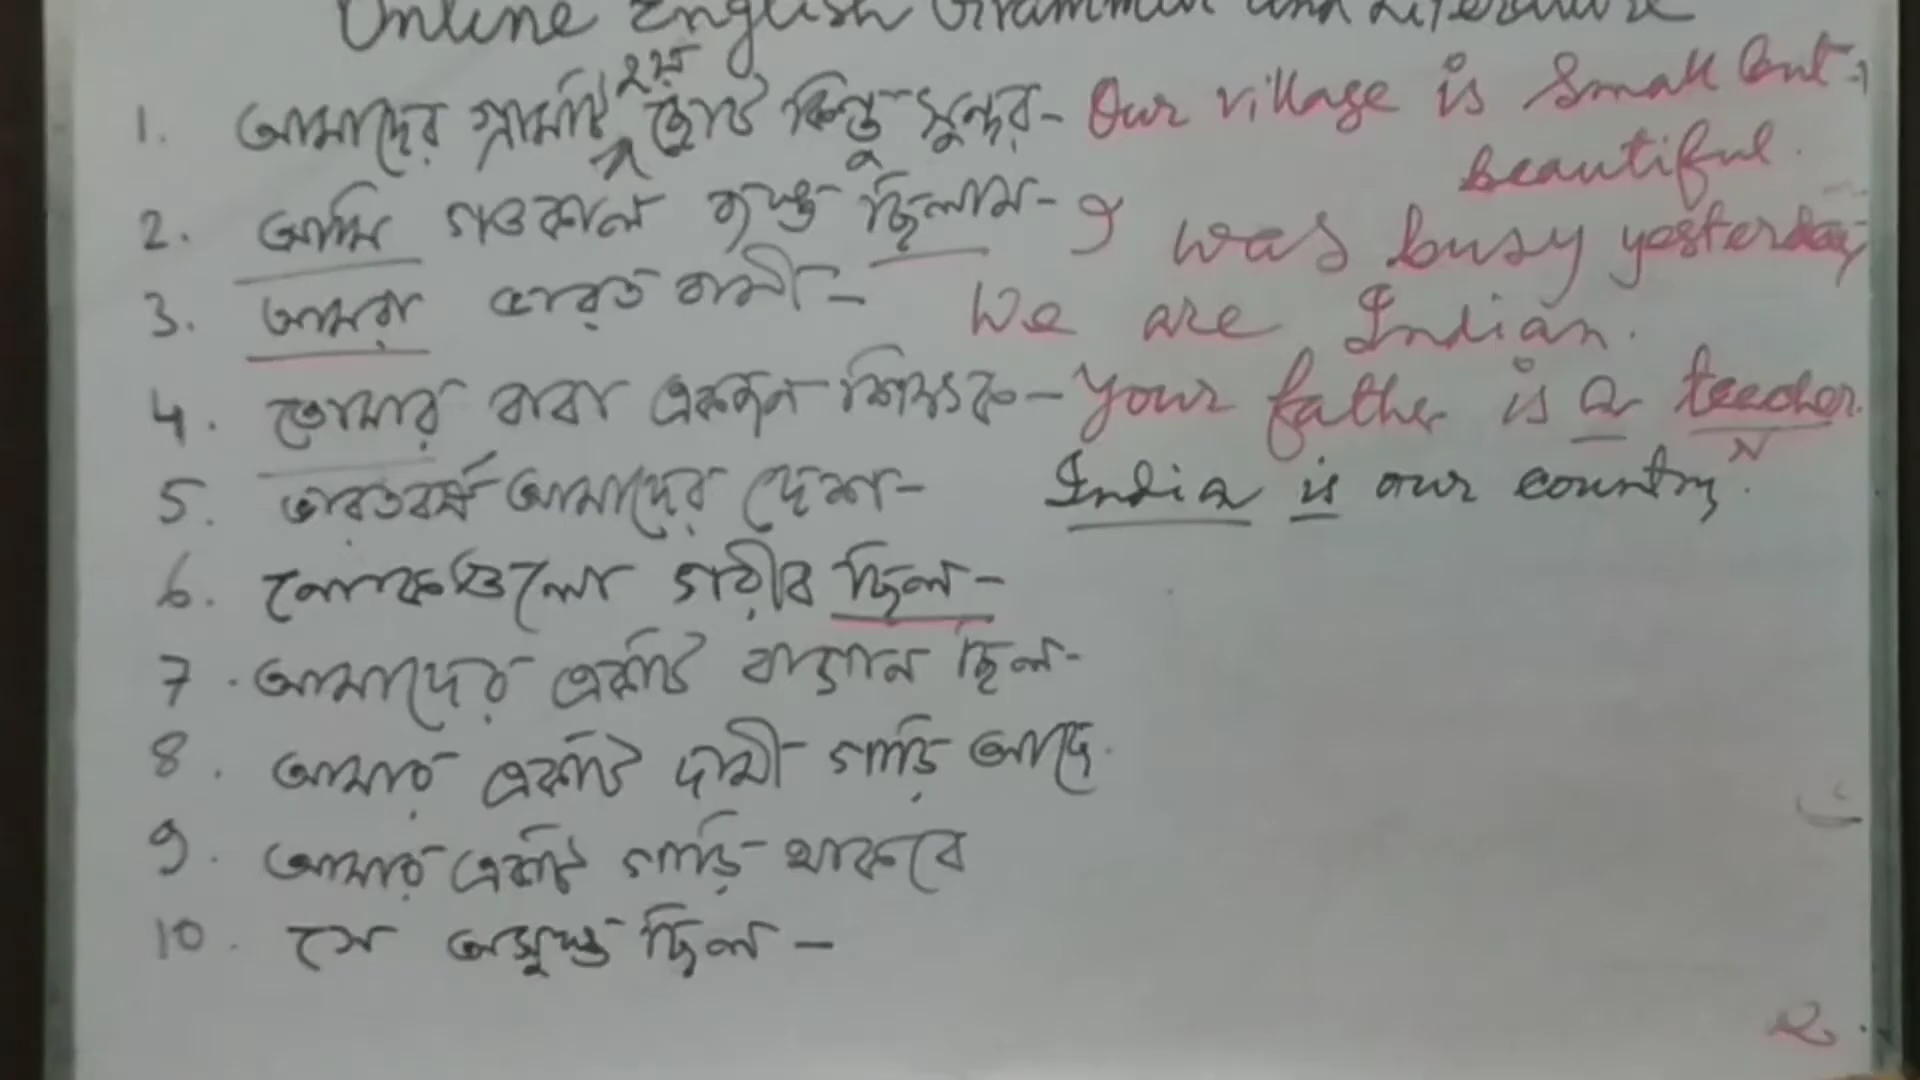 Online English Grammar and Literature
হয়
1. আমাদের গ্রামটি ^ ছোট কিন্তু সুন্দর - Our village is small but
beautiful.
2. আমি গতকাল ব্যস্ত ছিলাম - I was busy yesterday
3. আমরা ভারতবাসী - We are Indian.
4. তোমার বাবা একজন শিক্ষক - Your father is a teacher.
N
5. ভারতবর্ষ আমাদের দেশ - India is our country.
6. লোকগুলো গরীব ছিল -
7. আমাদের একটি বাগান ছিল -
8. আমার একটি দামী গাড়ি আছে.
9. আমার একটি গাড়ি থাকবে
10. সে অসুস্থ ছিল -